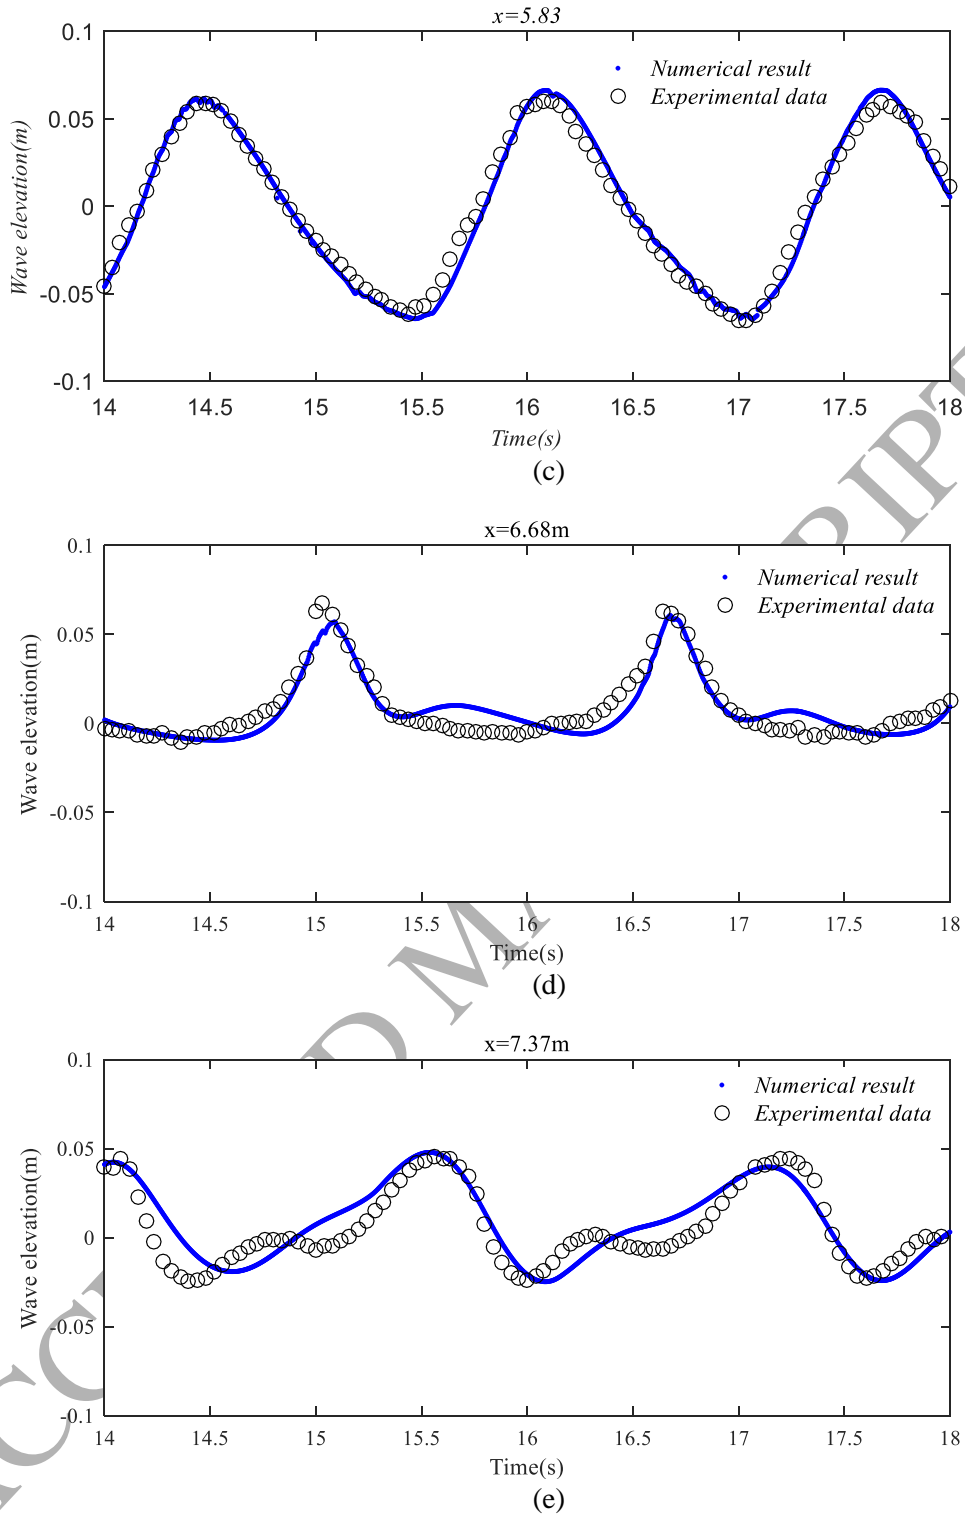 x=5.83
0.1
0.05
0
-0.05
-0.1
Wave elevation(m)
Numerical result
Experimental data
14 14.5 15 15.5 16 16.5 17 17.5 18
Time(s)
(c)
x=6.68m
0.1
0.05
0
-0.05
-0.1
Wave elevation(m)
Numerical result
Experimental data
14 14.5 15 15.5 16 16.5 17 17.5 18
Time(s)
(d)
x=7.37m
0.1
0.05
0
-0.05
-0.1
Wave elevation(m)
Numerical result
Experimental data
14 14.5 15 15.5 16 16.5 17 17.5 18
Time(s)
(e)